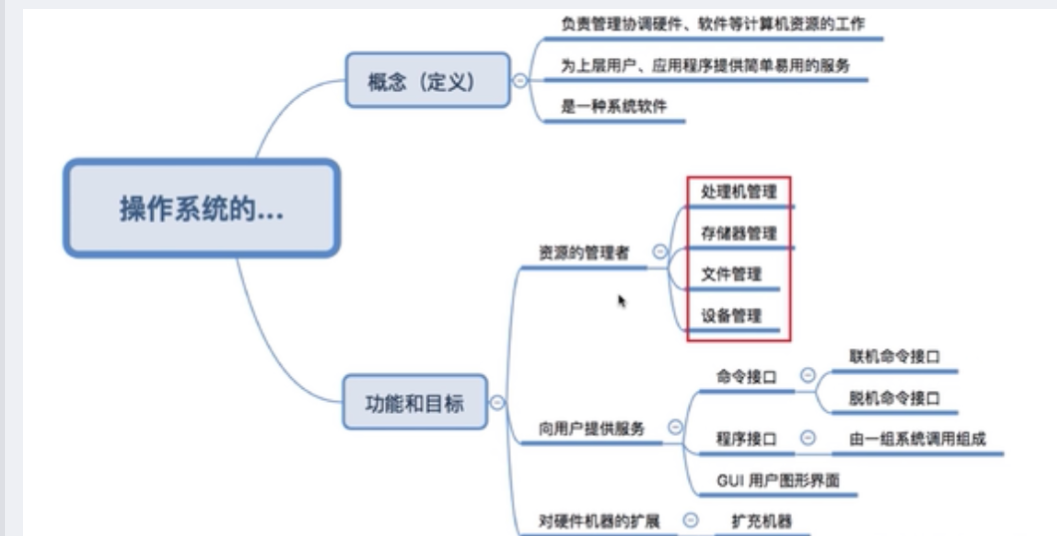 负责管理协调硬件、软件等计算机资源的工作
为上层用户、应用程序提供简单易用的服务
概念（定义）
是一种系统软件
操作系统的...
处理机管理
存储器管理
资源的管理者
文件管理
设备管理
联机命令接口
命令接口
脱机命令接口
功能和目标
向用户提供服务
程序接口
由一组系统调用组成
GUI 用户图形界面
对硬件机器的扩展
扩充机器